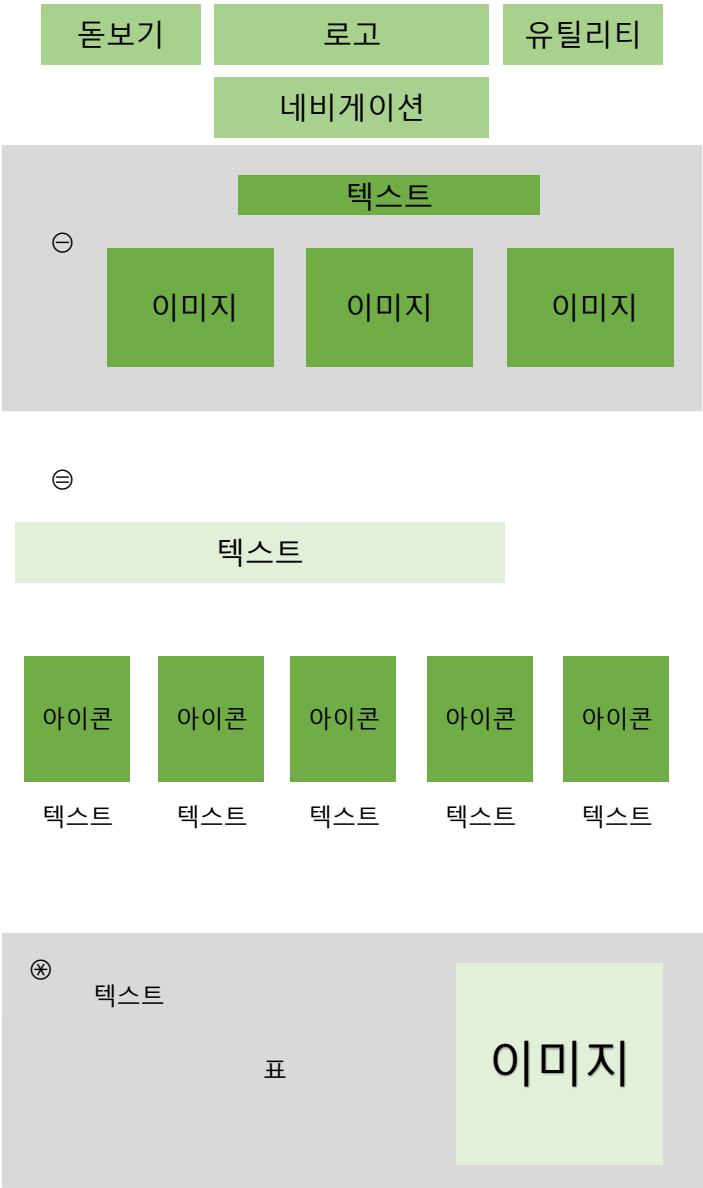 돋보기 로고 유틸리티
네비게이션
텍스트
㊀
이미지 이미지 이미지
㊁
텍스트
아이콘 아이콘 아이콘 아이콘 아이콘
텍스트 텍스트 텍스트 텍스트 텍스트
텍스트
표
이미지